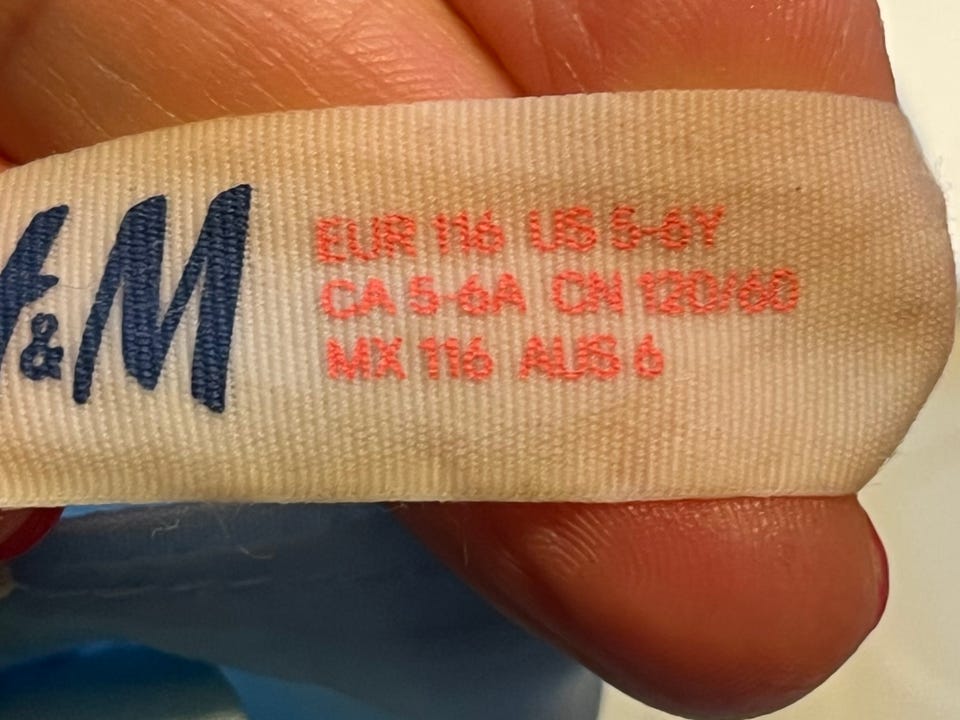 H&M
EUR 116 US 5-6Y
CA 5-6A CN 120/60
MX 116 AUS 6